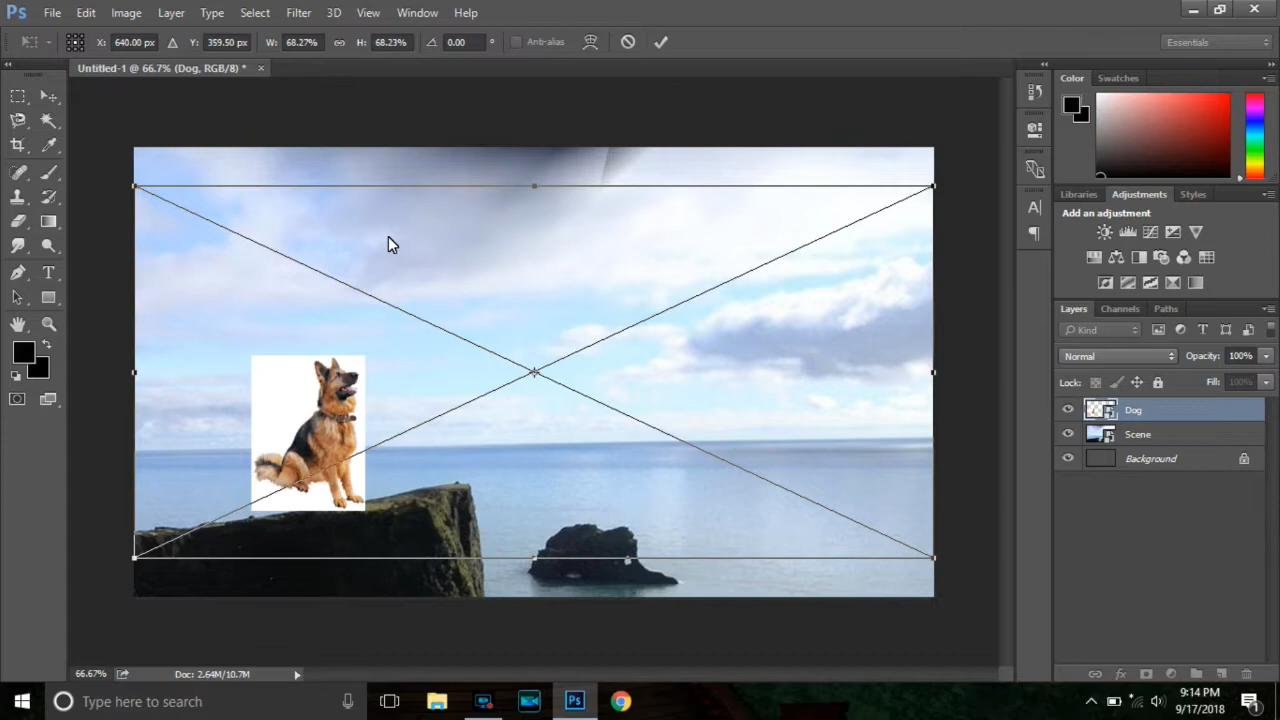 Ps File Edit Image Layer Type Select Filter 3D View Window Help
X: 640.00 px Y: 359.50 px W: 68.27% H: 68.23% 0.00 ° Anti-alias Essentials
Untitled-1 @ 66.7% (Dog, RGB/8) * ×
Color Swatches
Libraries Adjustments Styles
Add an adjustment
Layers Channels Paths
Kind
Normal Opacity: 100%
Lock: Fill: 100%
Dog
Scene
Background
66.67% Doc: 2.64M/10.7M
Type here to search
Ps
9:14 PM
9/17/2018
1